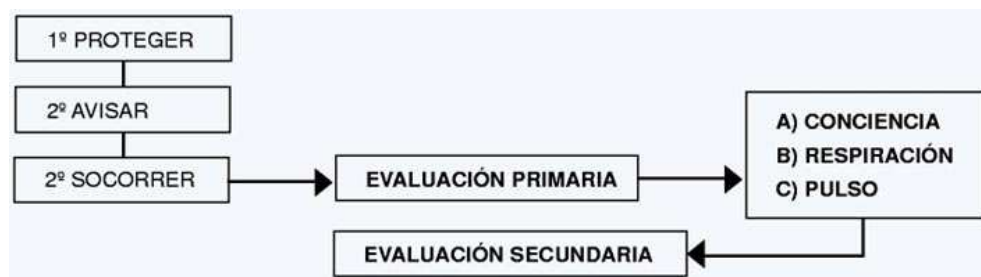 1º PROTEGER
2º AVISAR
2º SOCORRER
EVALUACIÓN PRIMARIA
A) CONCIENCIA
B) RESPIRACIÓN
C) PULSO
EVALUACIÓN SECUNDARIA